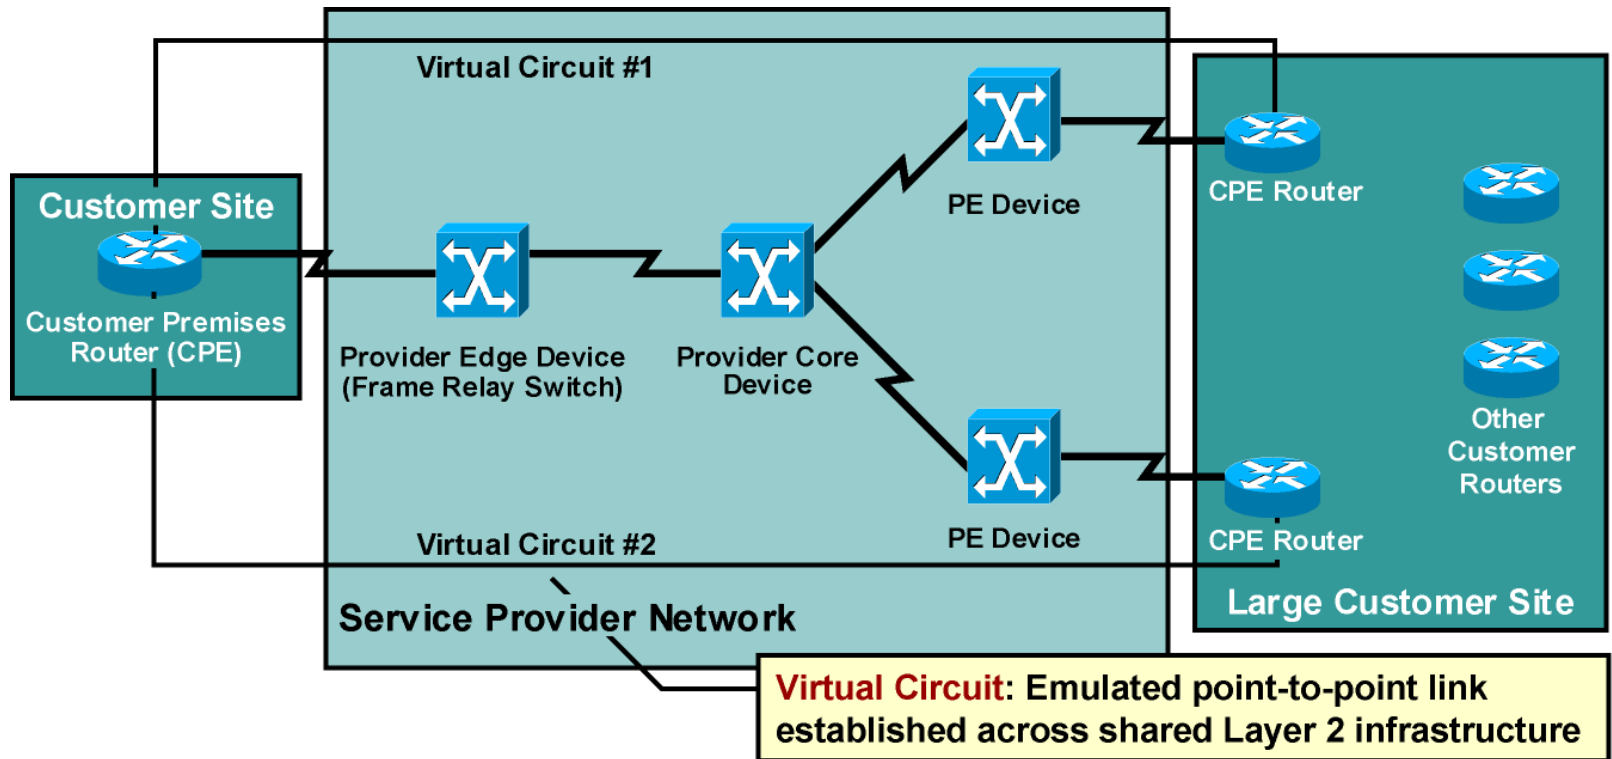 Virtual Circuit #1
Customer Site
Customer Premises
Router (CPE)
Provider Edge Device
(Frame Relay Switch)
Provider Core
Device
PE Device
CPE Router
Other
Customer
Routers
PE Device
CPE Router
Virtual Circuit #2
Service Provider Network
Large Customer Site
Virtual Circuit: Emulated point-to-point link
established across shared Layer 2 infrastructure